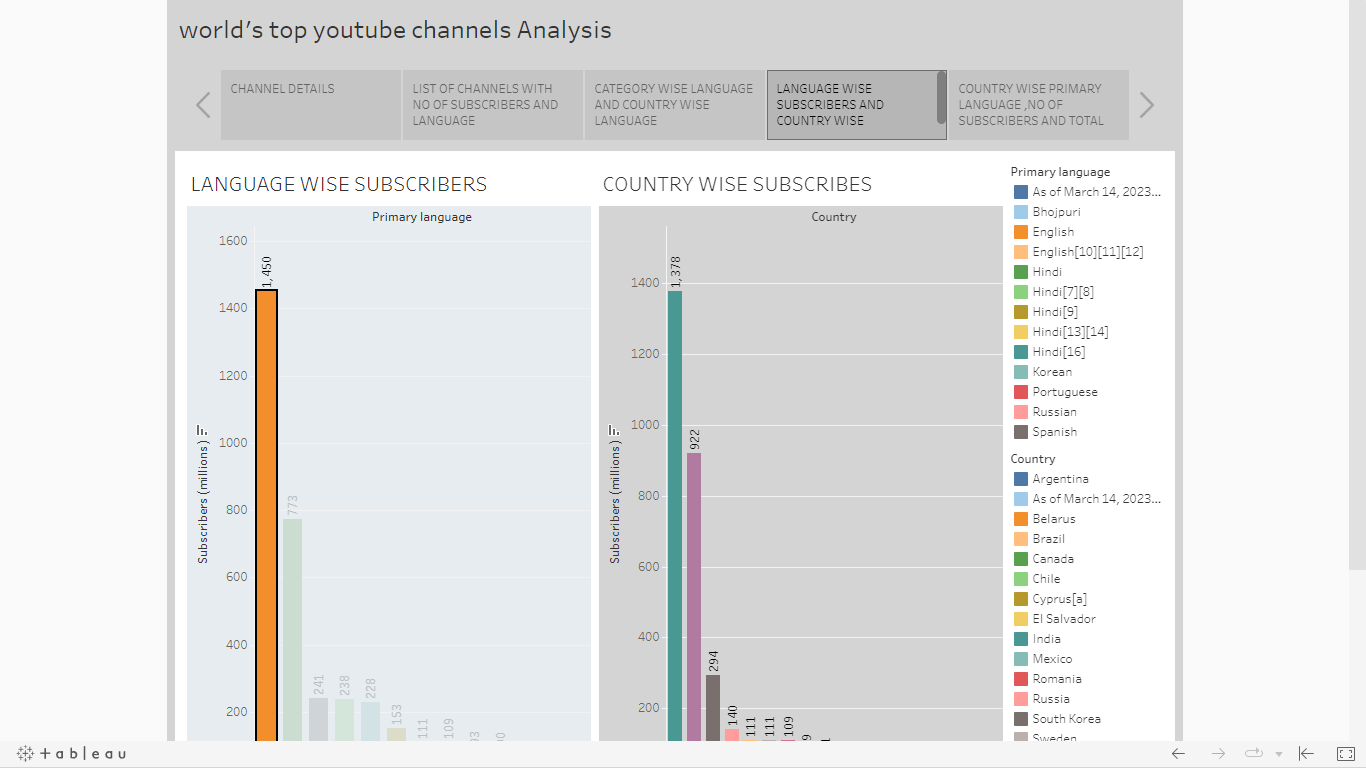 world's top youtube channels Analysis
CHANNEL DETAILS
LIST OF CHANNELS WITH
NO OF SUBSCRIBERS AND
LANGUAGE
CATEGORY WISE LANGUAGE
AND COUNTRY WISE
LANGUAGE
LANGUAGE WISE
SUBSCRIBERS AND
COUNTRY WISE
COUNTRY WISE PRIMARY
LANGUAGE ,NO OF
SUBSCRIBERS AND TOTAL
LANGUAGE WISE SUBSCRIBERS
Primary language
Subscribers (millions)
1600
1400
1200
1000
800
600
400
200
1,450
773
241
238
228
153
111
109
COUNTRY WISE SUBSCRIBES
Country
Subscribers (millions)
1400
1200
1000
800
600
400
200
1,378
922
294
140
111
111
109
Primary language
As of March 14, 2023...
Bhojpuri
English
English[10][11][12]
Hindi
Hindi[7][8]
Hindi[9]
Hindi[13][14]
Hindi[16]
Korean
Portuguese
Russian
Spanish
Country
Argentina
As of March 14, 2023...
Belarus
Brazil
Canada
Chile
Cyprus[a]
El Salvador
India
Mexico
Romania
Russia
South Korea
Sweden
+ableau